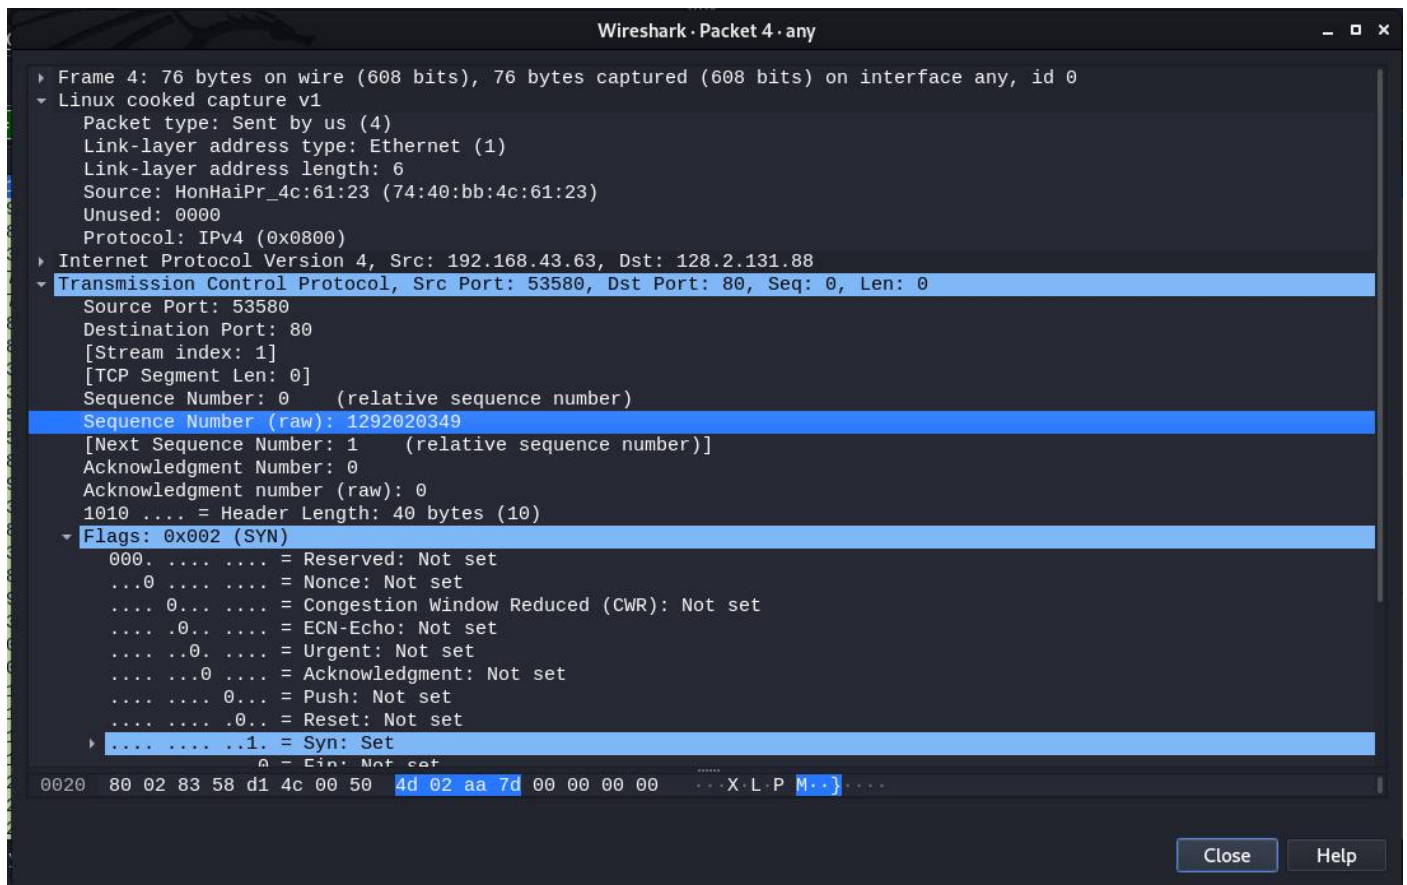 Wireshark · Packet 4 · any
Frame 4: 76 bytes on wire (608 bits), 76 bytes captured (608 bits) on interface any, id 0
Linux cooked capture v1
Packet type: Sent by us (4)
Link-layer address type: Ethernet (1)
Link-layer address length: 6
Source: HonHaiPr_4c:61:23 (74:40:bb:4c:61:23)
Unused: 0000
Protocol: IPv4 (0x0800)
Internet Protocol Version 4, Src: 192.168.43.63, Dst: 128.2.131.88
Transmission Control Protocol, Src Port: 53580, Dst Port: 80, Seq: 0, Len: 0
Source Port: 53580
Destination Port: 80
[Stream index: 1]
[TCP Segment Len: 0]
Sequence Number: 0    (relative sequence number)
Sequence Number (raw): 1292020349
[Next Sequence Number: 1    (relative sequence number)]
Acknowledgment Number: 0
Acknowledgment number (raw): 0
1010 .... = Header Length: 40 bytes (10)
Flags: 0x002 (SYN)
000. .... .... = Reserved: Not set
...0 .... .... = Nonce: Not set
.... 0... .... = Congestion Window Reduced (CWR): Not set
.... .0.. .... = ECN-Echo: Not set
.... ..0. .... = Urgent: Not set
.... ...0 .... = Acknowledgment: Not set
.... .... 0... = Push: Not set
.... .... .0.. = Reset: Not set
.... .... ..1. = Syn: Set
0 = Fin: Not set
0020  80 02 83 58 d1 4c 00 50  4d 02 aa 7d 00 00 00 00   ···X·L·P M··}····
Close Help